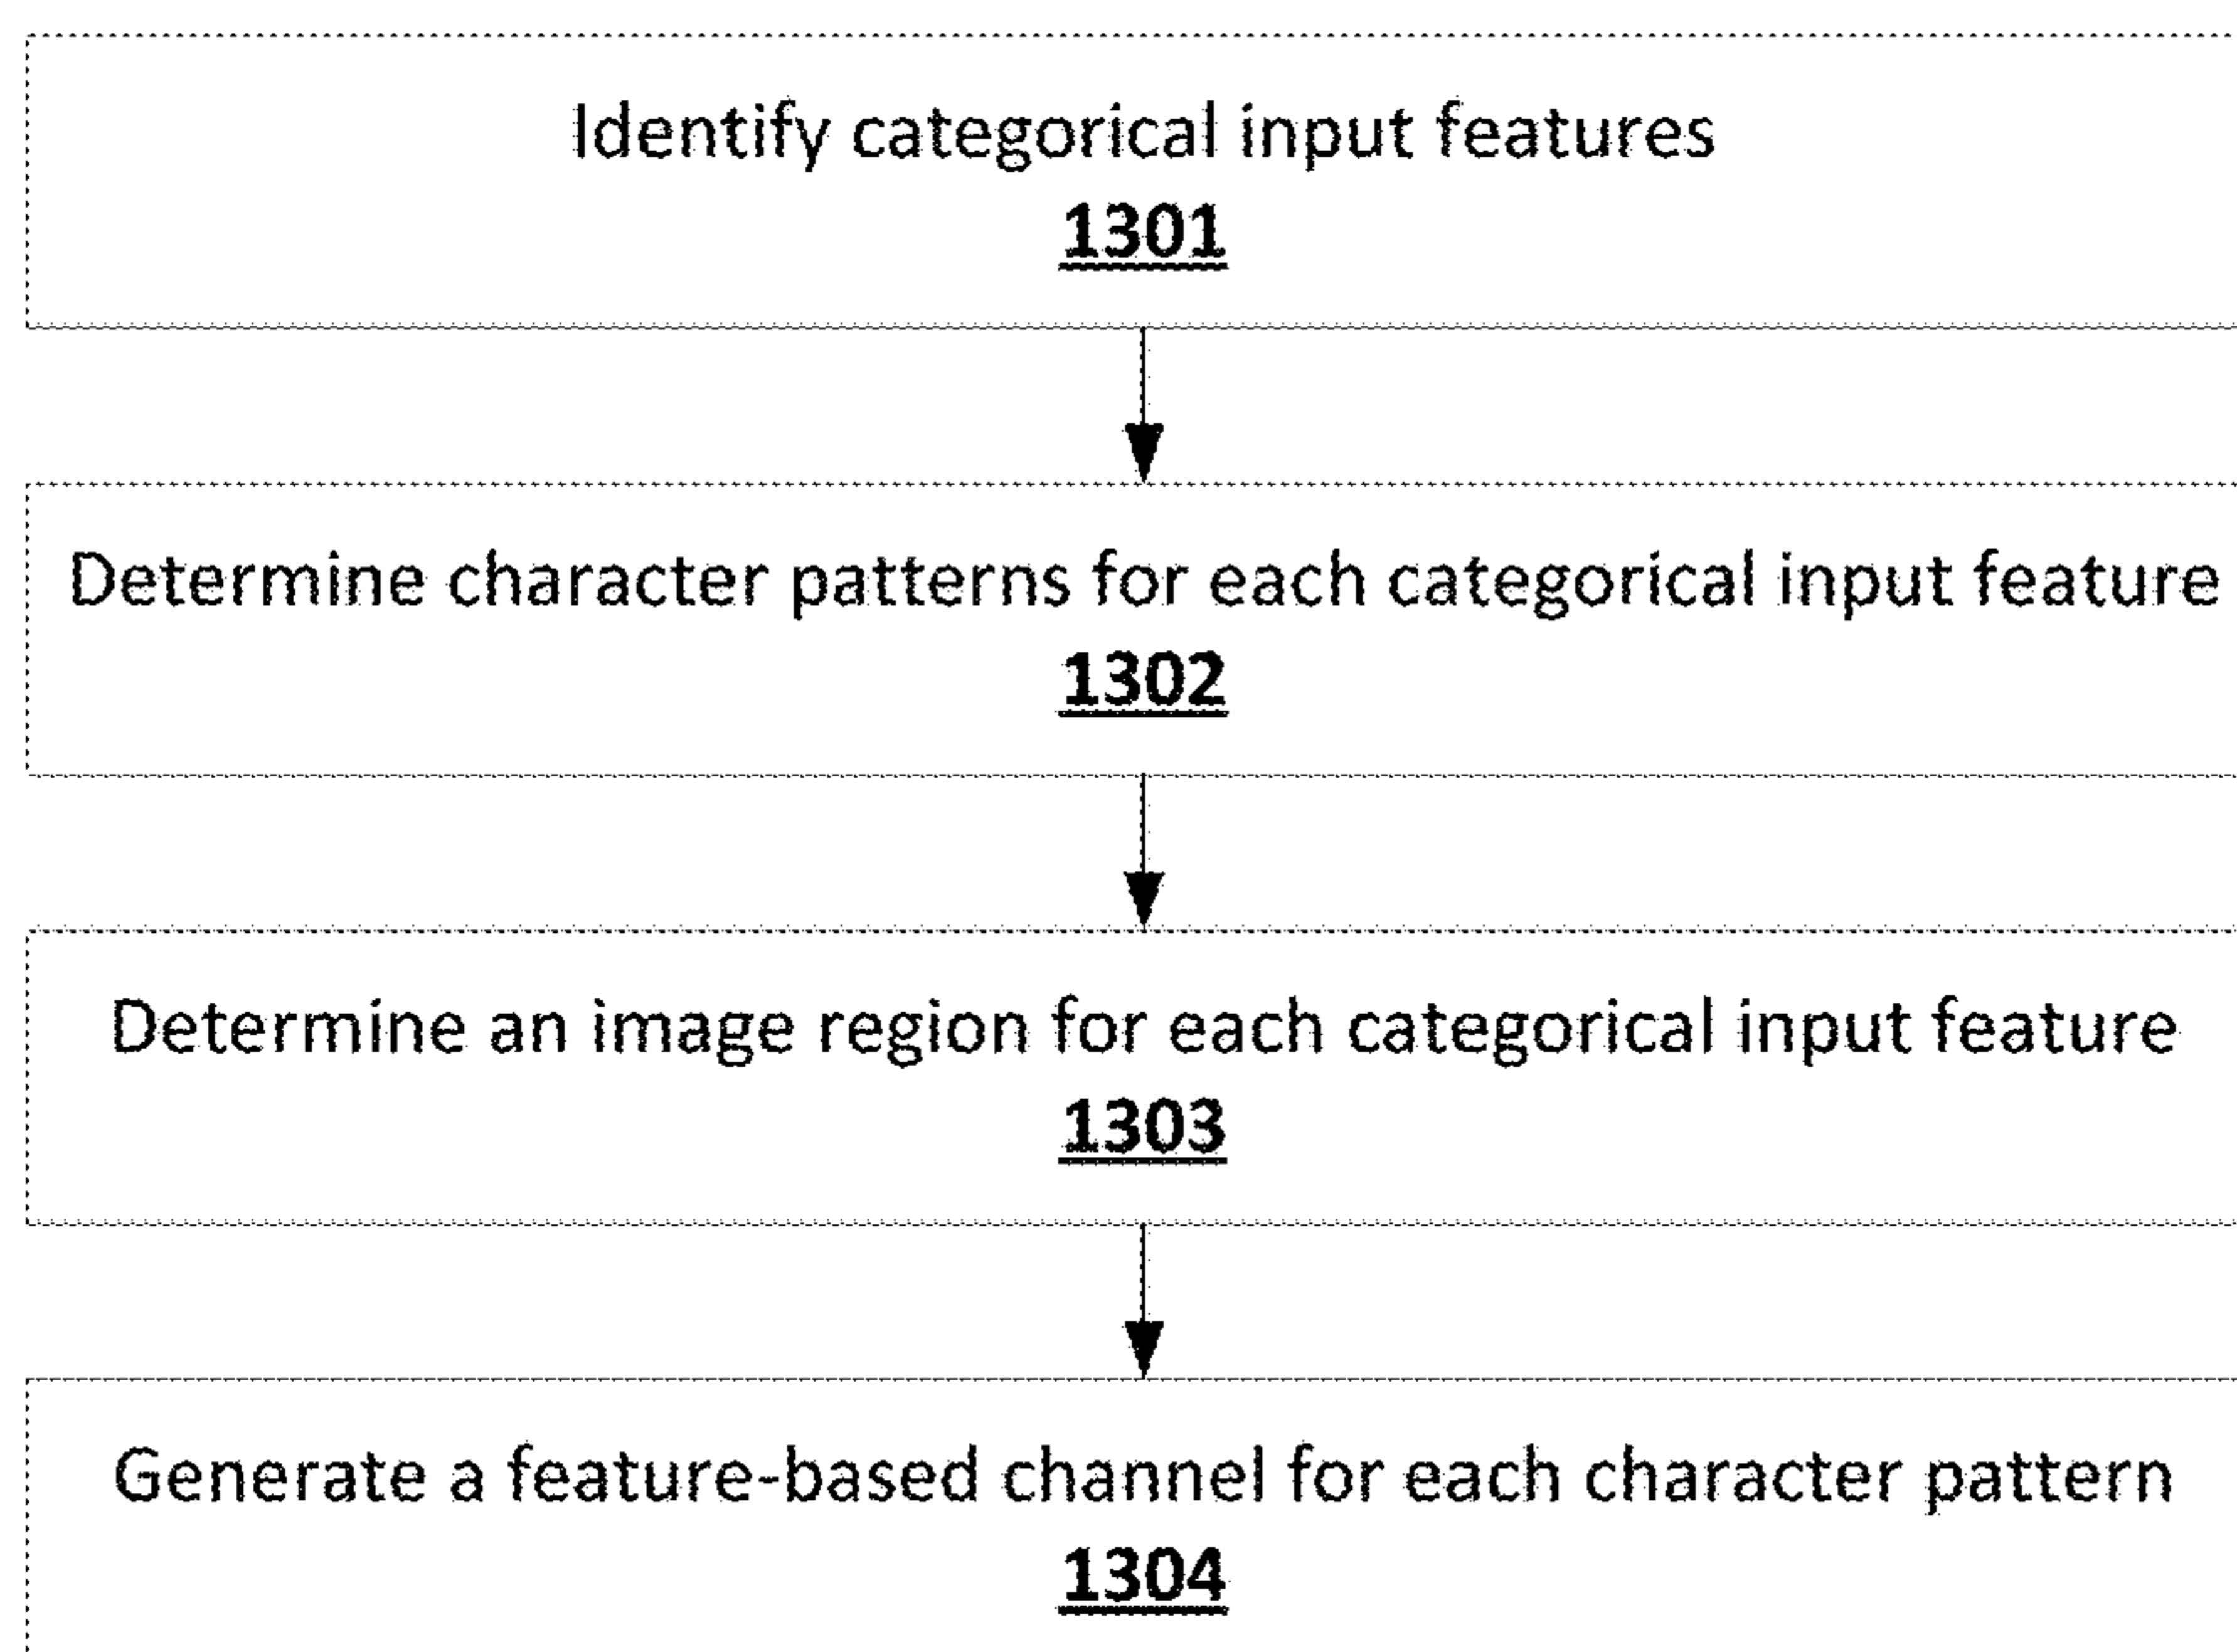 Identify categorical input features
1301
Determine character patterns for each categorical input feature
1302
Determine an image region for each categorical input feature
1303
Generate a feature-based channel for each character pattern
1304